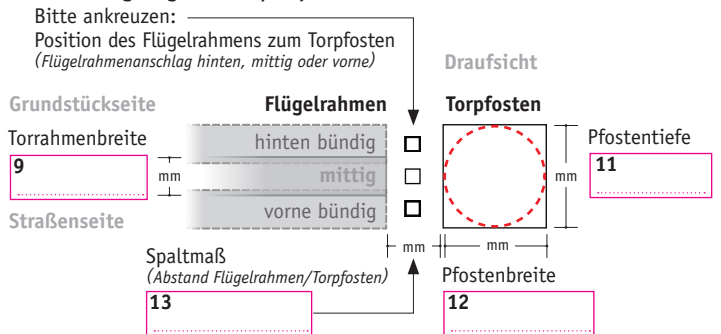 Bitte ankreuzen:
Position des Flügelrahmens zum Torpfosten
(Flügelrahmenanschlag hinten, mittig oder vorne)
Draufsicht
Grundstückseite
Flügelrahmen
Torpfosten
Torrahmenbreite
hinten bündig
Pfostentiefe
9
mm
mittig
mm
11
Straßenseite
vorne bündig
mm
mm
Spaltmaß
(Abstand Flügelrahmen/Torpfosten)
Pfostenbreite
13
12